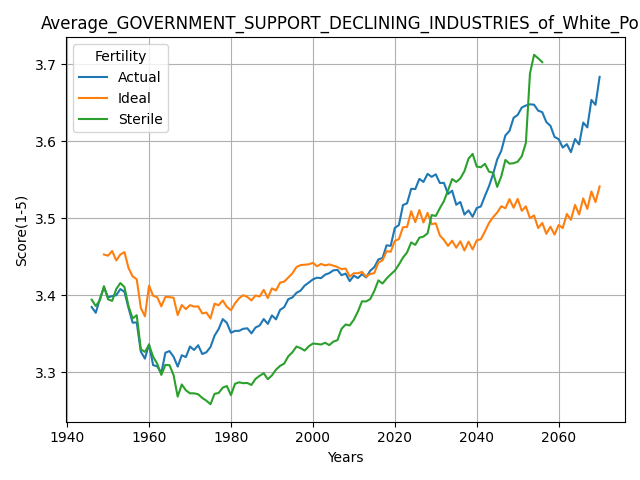 Average_GOVERNMENT_SUPPORT_DECLINING_INDUSTRIES_of_White_Po
Fertility
Actual
Ideal
Sterile
3.7
3.6
3.5
3.4
3.3
Score(1-5)
1940 1960 1980 2000 2020 2040 2060
Years